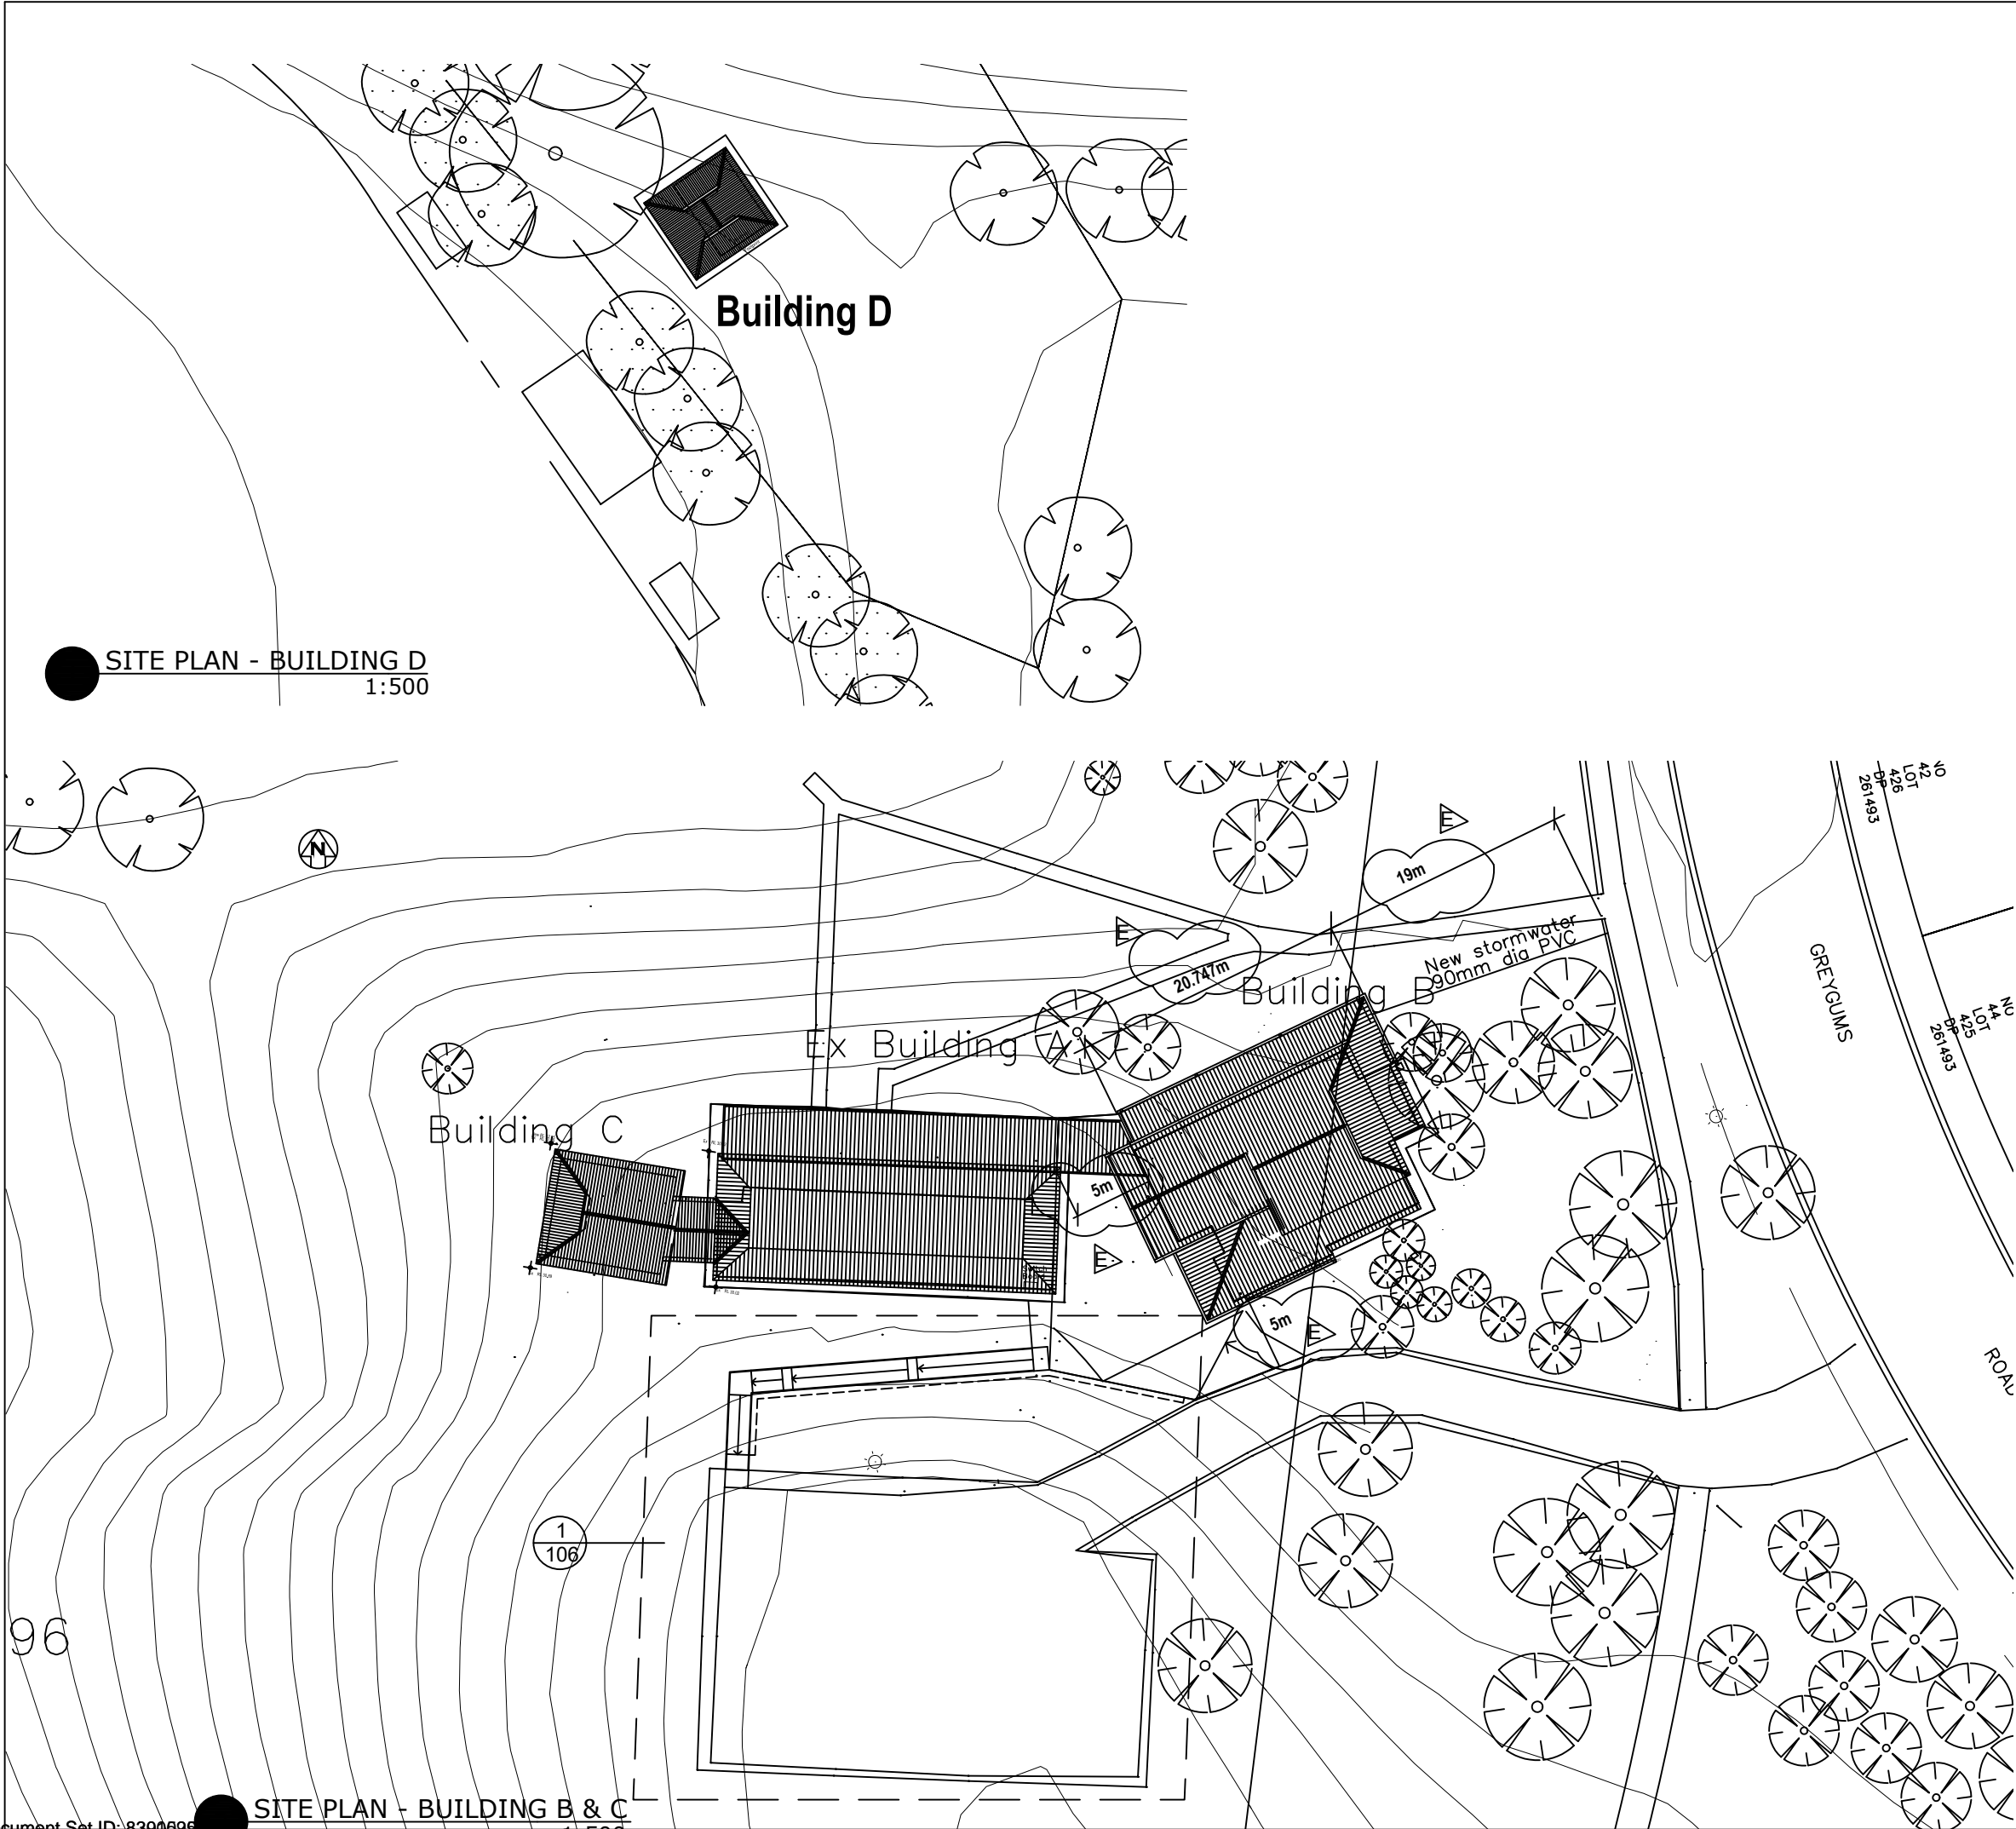 Building D
SITE PLAN - BUILDING D
1:500
N
E
19m
E
20.747m
New stormwater
90mm dia PVC
Building B
Ex Building A
Building C
5m
E
5m
E
GREYGUMS
NO
42
LOT
426
DP
261493
NO
44
LOT
425
DP
261493
1
106
96
SITE PLAN - BUILDING B & C